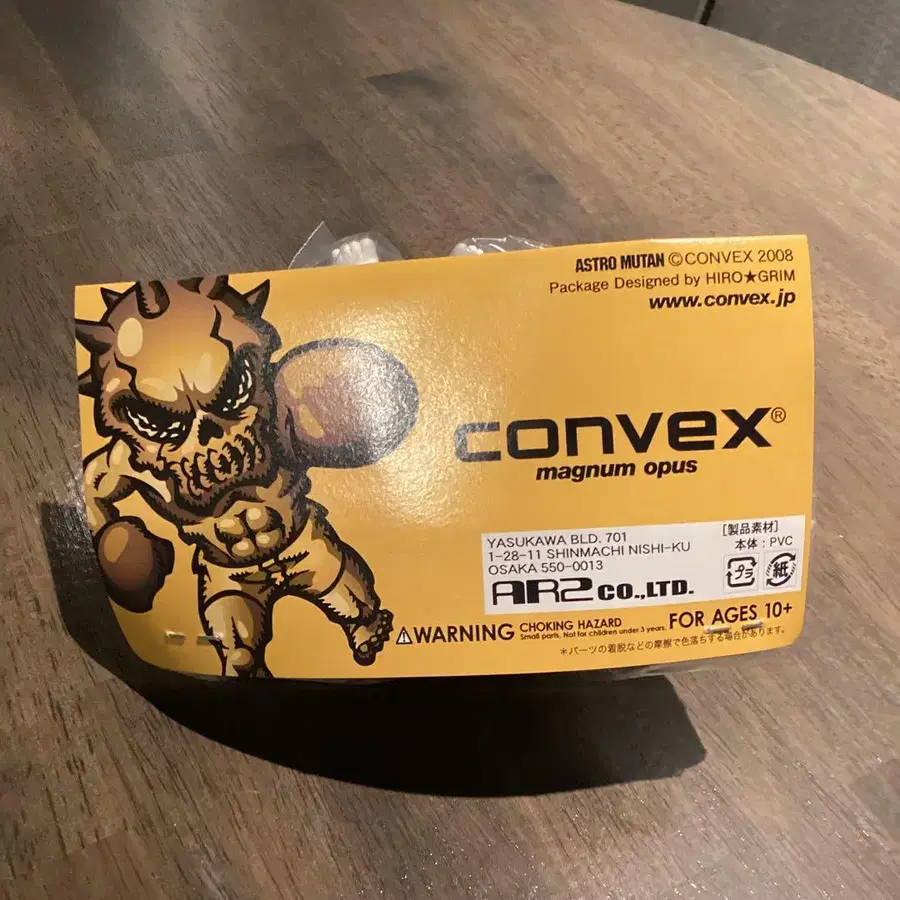 ASTRO MUTAN ©CONVEX 2008
Package Designed by HIRO★GRIM
www.convex.jp
convex®
magnum opus
YASUKAWA BLD. 701
1-28-11 SHINMACHI NISHI-KU
OSAKA 550-0013
AR2 CO.,LTD.
[製品素材]
本体：PVC
プラ
紙
⚠WARNING CHOKING HAZARD
Small parts. Not for children under 3 years.
FOR AGES 10+
＊パーツの着脱などの摩擦で色落ちする場合があります。